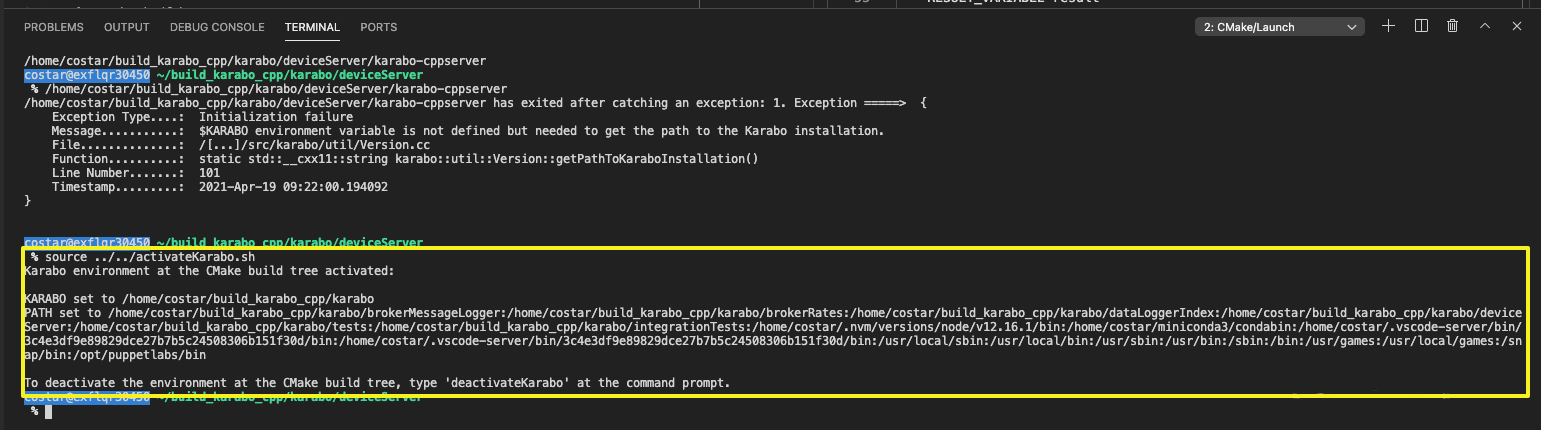 RESULT_VARIABLE result
PROBLEMS OUTPUT DEBUG CONSOLE TERMINAL PORTS 2: CMake/Launch
/home/costar/build_karabo_cpp/karabo/deviceServer/karabo-cppserver
costar@exflqr30450 ~/build_karabo_cpp/karabo/deviceServer
% /home/costar/build_karabo_cpp/karabo/deviceServer/karabo-cppserver
/home/costar/build_karabo_cpp/karabo/deviceServer/karabo-cppserver has exited after catching an exception: 1. Exception =====> {
Exception Type....: Initialization failure
Message...........: $KARABO environment variable is not defined but needed to get the path to the Karabo installation.
File..............: /[...]/src/karabo/util/Version.cc
Function..........: static std::__cxx11::string karabo::util::Version::getPathToKaraboInstallation()
Line Number.......: 101
Timestamp.........: 2021-Apr-19 09:22:00.194092
}
costar@exflqr30450 ~/build_karabo_cpp/karabo/deviceServer
% source ../../activateKarabo.sh
Karabo environment at the CMake build tree activated:
KARABO set to /home/costar/build_karabo_cpp/karabo
PATH set to /home/costar/build_karabo_cpp/karabo/brokerMessageLogger:/home/costar/build_karabo_cpp/karabo/brokerRates:/home/costar/build_karabo_cpp/karabo/dataLoggerIndex:/home/costar/build_karabo_cpp/karabo/device
Server:/home/costar/build_karabo_cpp/karabo/tests:/home/costar/build_karabo_cpp/karabo/integrationTests:/home/costar/.nvm/versions/node/v12.16.1/bin:/home/costar/miniconda3/condabin:/home/costar/.vscode-server/bin/
3c4e3df9e89829dce27b7b5c24508306b151f30d/bin:/home/costar/.vscode-server/bin/3c4e3df9e89829dce27b7b5c24508306b151f30d/bin:/usr/local/sbin:/usr/local/bin:/usr/sbin:/usr/bin:/sbin:/bin:/usr/games:/usr/local/games:/sn
ap/bin:/opt/puppetlabs/bin
To deactivate the environment at the CMake build tree, type 'deactivateKarabo' at the command prompt.
costar@exflqr30450 ~/build_karabo_cpp/karabo/deviceServer
%